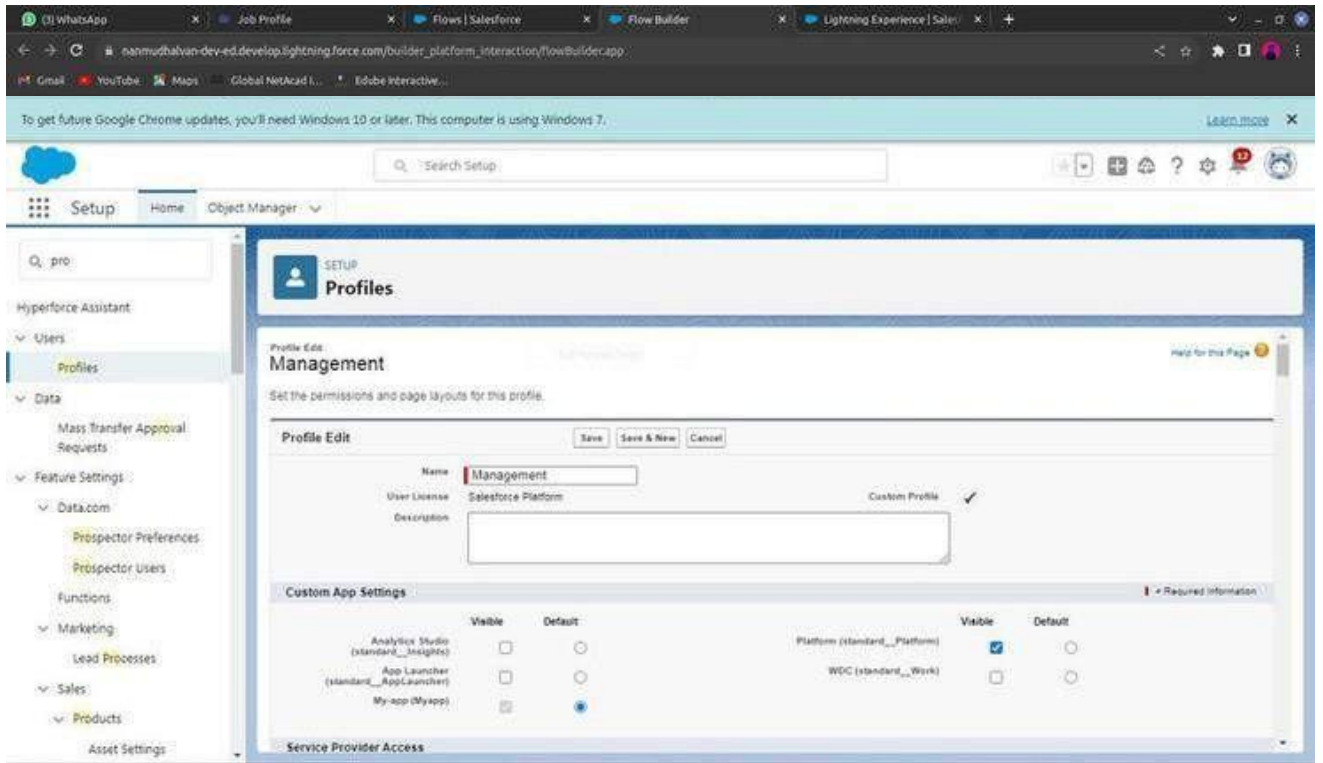 (3) WhatsApp
Job Profile
Flows | Salesforce
Flow Builder
Lightning Experience | Sales
nanmudhalvan-dev-ed.develop.lightning.force.com/builder_platform_interaction/flowBuilder.app
Gmail YouTube Maps Global NetAcad I... Edube Interactive...
To get future Google Chrome updates, you'll need Windows 10 or later. This computer is using Windows 7.
Learn more
Search Setup
12
Setup Home Object Manager
pro
Hyperforce Assistant
Users
Profiles
Data
Mass Transfer Approval
Requests
Feature Settings
Data.com
Prospector Preferences
Prospector Users
Functions
Marketing
Lead Processes
Sales
Products
Asset Settings
SETUP
Profiles
Profile Edit
Management
Help for this Page
Set the permissions and page layouts for this profile.
Profile Edit Save Save & New Cancel
Name Management
User License Salesforce Platform Custom Profile
Description
Custom App Settings = Required Information
Visible Default Visible Default
Analytics Studio
(standard__Insights)
Platform (standard__Platform)
App Launcher
(standard__AppLauncher)
WDC (standard__Work)
My-app (Myapp)
Service Provider Access